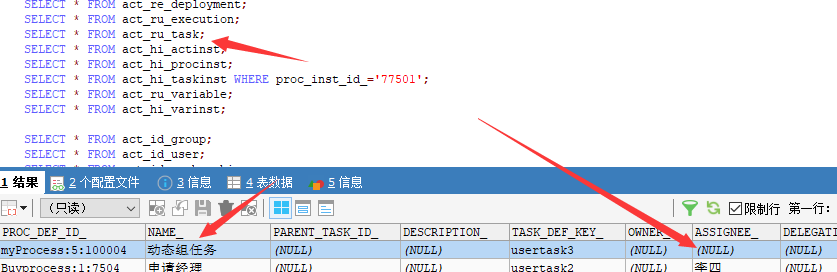 SELECT * FROM act_re_deployment;
SELECT * FROM act_ru_execution;
SELECT * FROM act_ru_task;
SELECT * FROM act_hi_actinst;
SELECT * FROM act_hi_procinst;
SELECT * FROM act_hi_taskinst WHERE proc_inst_id_='77501';
SELECT * FROM act_ru_variable;
SELECT * FROM act_hi_varinst;
SELECT * FROM act_id_group;
SELECT * FROM act_id_user;
1 结果 2 个配置文件 3 信息 4 表数据 5 信息
(只读) 限制行 第一行:
PROC_DEF_ID_ NAME_ PARENT_TASK_ID_ DESCRIPTION_ TASK_DEF_KEY_ OWNER_ ASSIGNEE_ DELEGATI
myProcess:5:100004 动态组任务 (NULL) (NULL) usertask3 (NULL) (NULL) (NULL)
Buyprocess:1:7504 申请经理 (NULL) (NULL) usertask2 (NULL) 李四 (NULL)